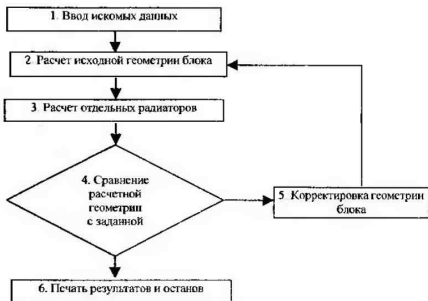 1. Ввод искомых данных
2. Расчет исходной геометрии блока
3. Расчет отдельных радиаторов
4. Сравнение
расчетной
геометрии
с заданной
5. Корректировка геометрии
блока
6. Печать результатов и останов